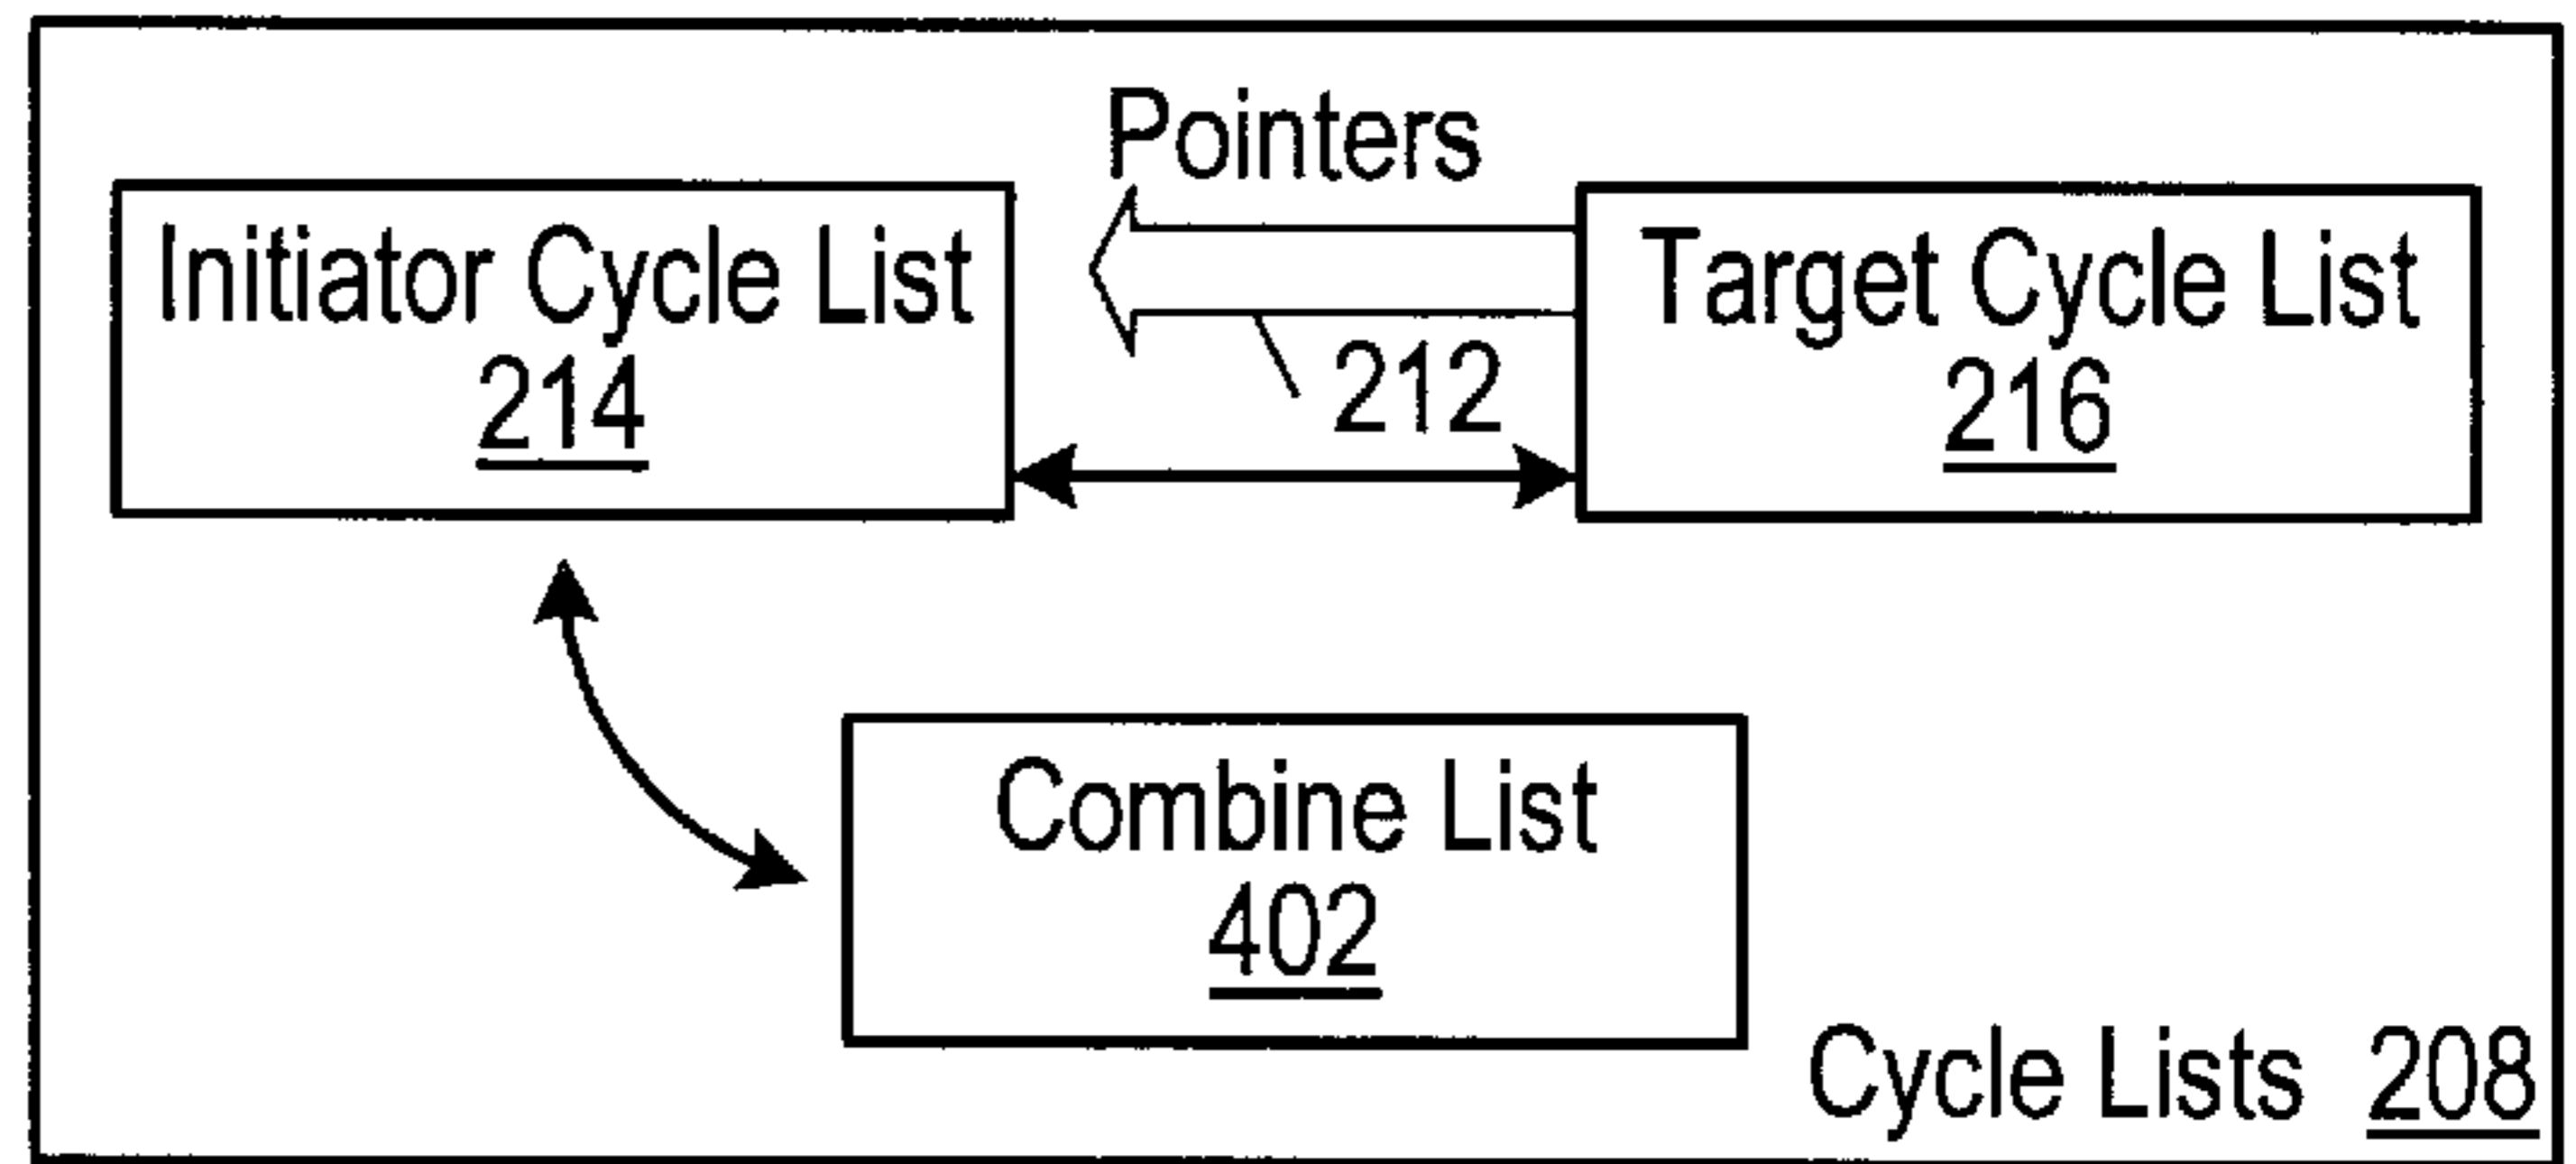 Pointers
Initiator Cycle List
214
212
Target Cycle List
216
Combine List
402
Cycle Lists 208